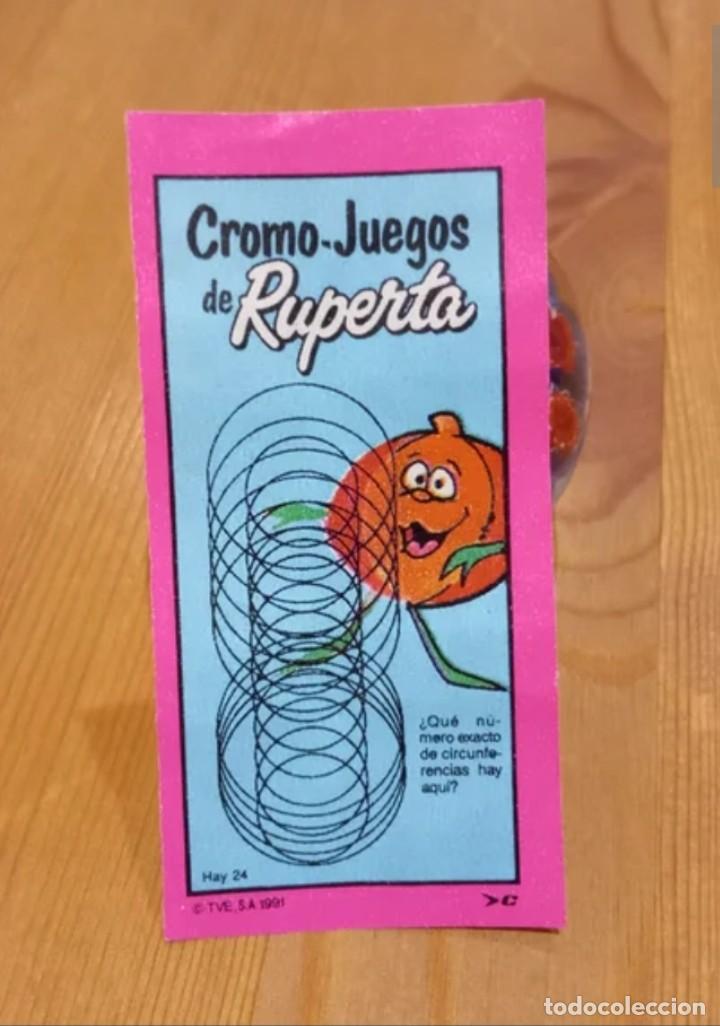 Cromo-Juegos
de Ruperta
¿Qué nú-
mero exacto
de circunfe-
rencias hay
aquí?
Hay 24
© TVE, S.A 1991
todocoleccion